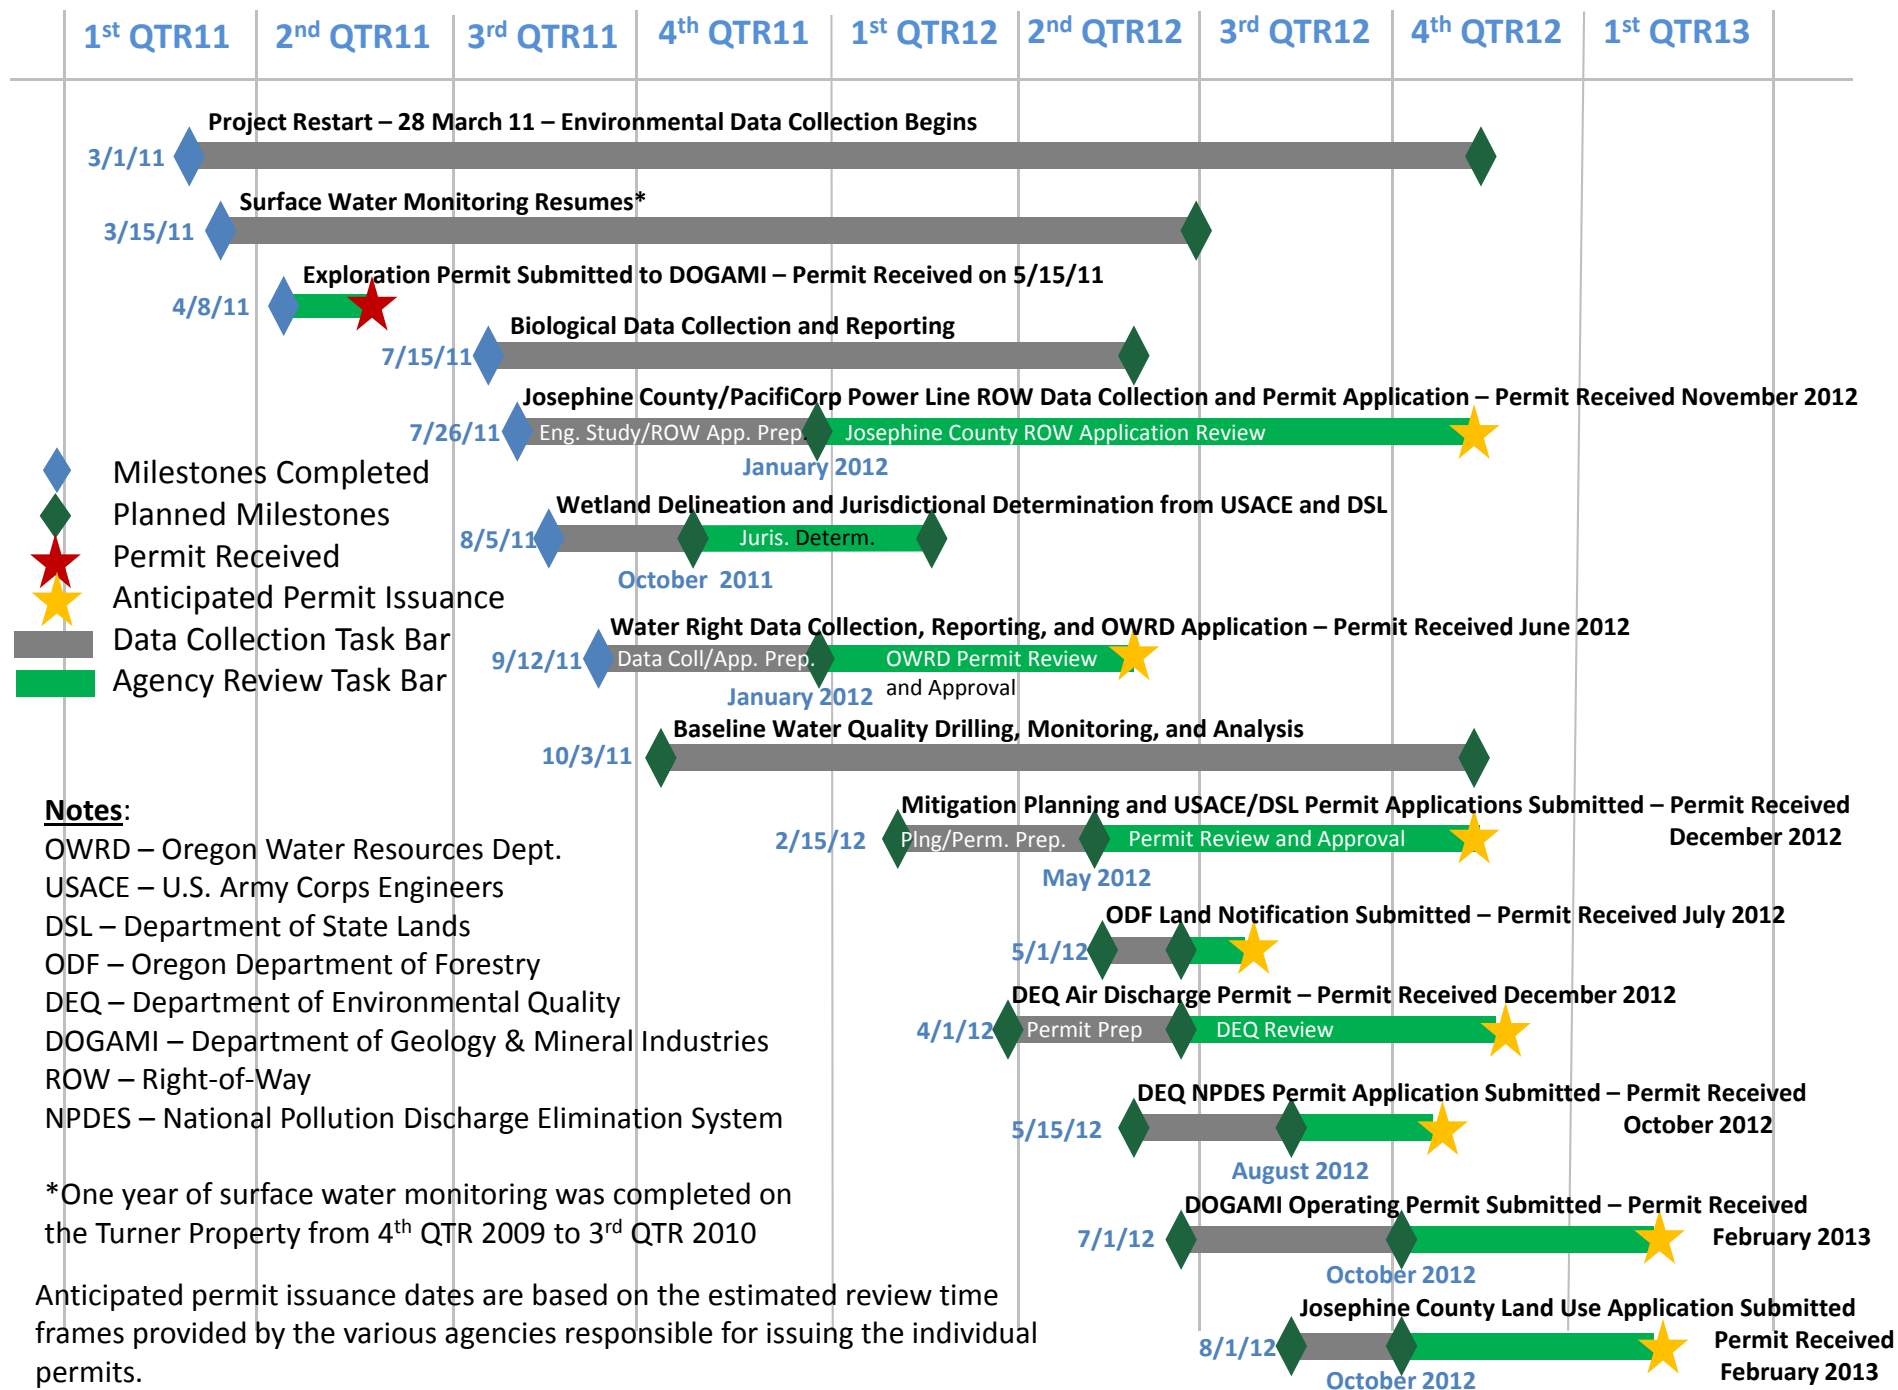 1st QTR11
2nd QTR11
3rd QTR11
4th QTR11
1st QTR12
2nd QTR12
3rd QTR12
4th QTR12
1st QTR13
Project Restart – 28 March 11 – Environmental Data Collection Begins
3/1/11
Surface Water Monitoring Resumes*
3/15/11
Exploration Permit Submitted to DOGAMI – Permit Received on 5/15/11
4/8/11
Biological Data Collection and Reporting
7/15/11
Josephine County/PacifiCorp Power Line ROW Data Collection and Permit Application – Permit Received November 2012
7/26/11
Eng. Study/ROW App. Prep.
Josephine County ROW Application Review
January 2012
Milestones Completed
Planned Milestones
Permit Received
Anticipated Permit Issuance
Data Collection Task Bar
Agency Review Task Bar
Wetland Delineation and Jurisdictional Determination from USACE and DSL
8/5/11
Juris. Determ.
October 2011
Water Right Data Collection, Reporting, and OWRD Application – Permit Received June 2012
9/12/11
Data Coll/App. Prep.
OWRD Permit Review
and Approval
January 2012
Baseline Water Quality Drilling, Monitoring, and Analysis
10/3/11
Mitigation Planning and USACE/DSL Permit Applications Submitted – Permit Received
December 2012
2/15/12
Plng/Perm. Prep.
Permit Review and Approval
May 2012
ODF Land Notification Submitted – Permit Received July 2012
5/1/12
DEQ Air Discharge Permit – Permit Received December 2012
4/1/12
Permit Prep
DEQ Review
DEQ NPDES Permit Application Submitted – Permit Received
October 2012
5/15/12
August 2012
DOGAMI Operating Permit Submitted – Permit Received
February 2013
7/1/12
October 2012
Josephine County Land Use Application Submitted
Permit Received
February 2013
8/1/12
October 2012
Notes:
OWRD – Oregon Water Resources Dept.
USACE – U.S. Army Corps Engineers
DSL – Department of State Lands
ODF – Oregon Department of Forestry
DEQ – Department of Environmental Quality
DOGAMI – Department of Geology & Mineral Industries
ROW – Right-of-Way
NPDES – National Pollution Discharge Elimination System
*One year of surface water monitoring was completed on
the Turner Property from 4th QTR 2009 to 3rd QTR 2010
Anticipated permit issuance dates are based on the estimated review time
frames provided by the various agencies responsible for issuing the individual
permits.